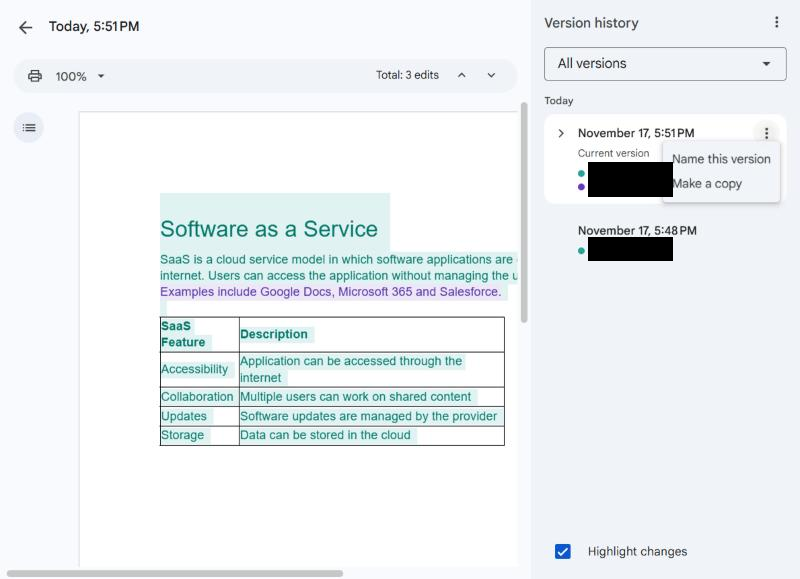 Today, 5:51 PM
100%
Total: 3 edits
Software as a Service
SaaS is a cloud service model in which software applications are
internet. Users can access the application without managing the
Examples include Google Docs, Microsoft 365 and Salesforce.
SaaS
Feature
Description
Accessibility
Application can be accessed through the
internet
Collaboration
Multiple users can work on shared content
Updates
Software updates are managed by the provider
Storage
Data can be stored in the cloud
Version history
All versions
Today
November 17, 5:51 PM
Current version
Name this version
Make a copy
November 17, 5:48 PM
Highlight changes